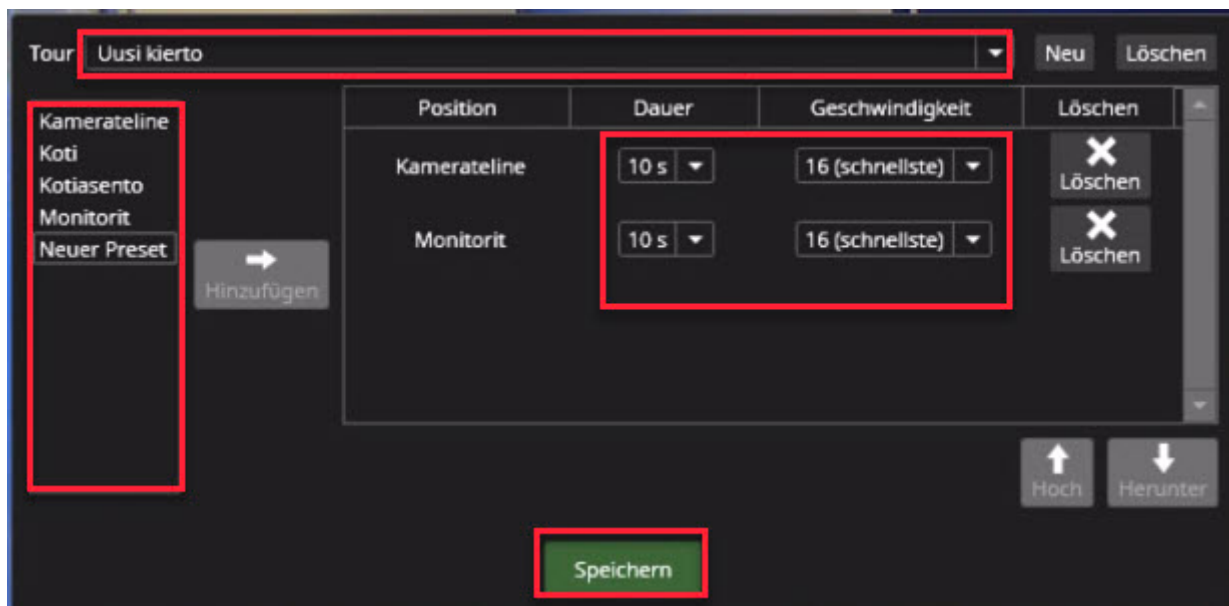 Tour Uusi kierto Neu Löschen
Kamerateline
Koti
Kotiasento
Monitorit
Neuer Preset
Hinzufügen
Position Dauer Geschwindigkeit Löschen
Kamerateline 10 s 16 (schnellste) Löschen
Monitorit 10 s 16 (schnellste) Löschen
Hoch Herunter
Speichern